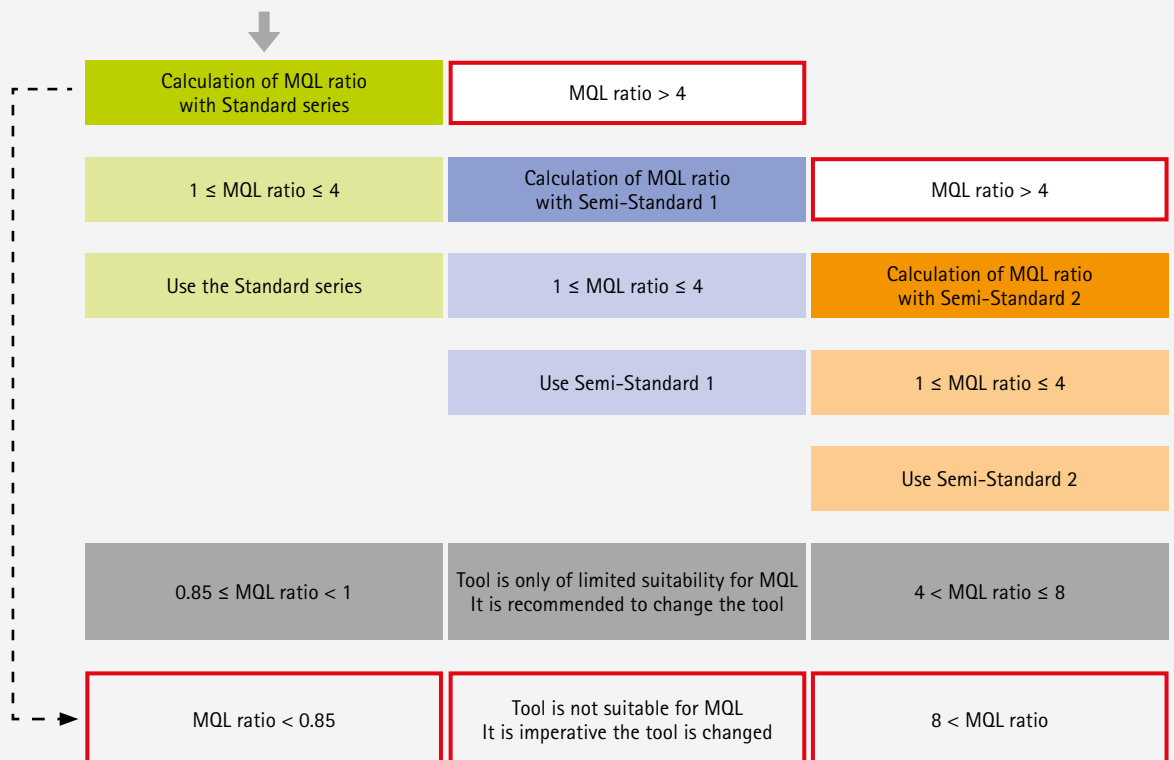 Calculation of MQL ratio
with Standard series
MQL ratio > 4
1 ≤ MQL ratio ≤ 4
Calculation of MQL ratio
with Semi-Standard 1
MQL ratio > 4
Use the Standard series
1 ≤ MQL ratio ≤ 4
Calculation of MQL ratio
with Semi-Standard 2
Use Semi-Standard 1
1 ≤ MQL ratio ≤ 4
Use Semi-Standard 2
0.85 ≤ MQL ratio < 1
Tool is only of limited suitability for MQL
It is recommended to change the tool
4 < MQL ratio ≤ 8
MQL ratio < 0.85
Tool is not suitable for MQL
It is imperative the tool is changed
8 < MQL ratio